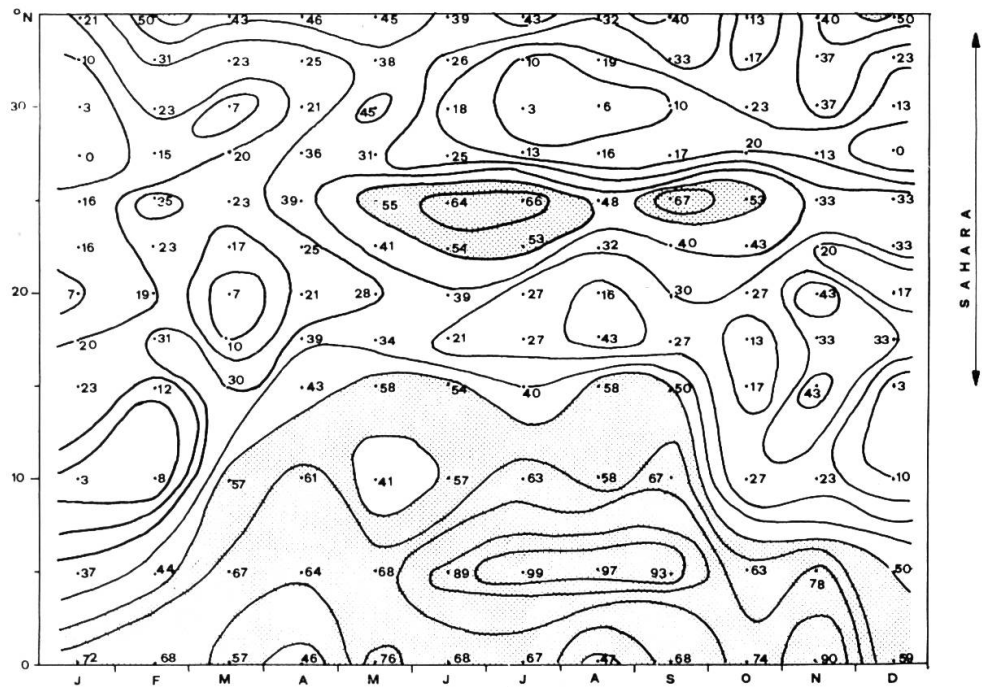 °N 21 50 43 46 45 39 43 32 40 13 40 50
10 31 23 25 38 26 10 19 33 17 37 23
30 3 23 7 21 45 18 3 6 10 23 37 13
0 15 20 36 31 25 13 16 17 20 13 0
16 35 23 39 55 64 66 48 67 53 33 33
16 23 17 25 41 54 53 32 40 43 20 33
20 7 19 7 21 28 39 27 16 30 27 43 17
20 31 10 39 34 21 27 43 27 13 33 33
23 12 30 43 58 54 40 58 50 17 43 3
10 3 8 57 61 41 57 63 58 67 27 23 10
37 44 67 64 68 89 99 97 93 63 78 50
0 72 68 57 46 76 68 67 47 68 74 90 59
J F M A M J J A S O N D
SAHARA